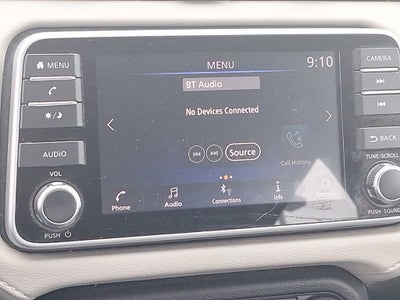 MENU
MENU
9:10
CAMERA
BT Audio
No Devices Connected
Source
Call History
BACK
AUDIO
TUNE-SCROLL
VOL
Phone
Audio
Connections
Info
PUSH
PUSH·SOUND